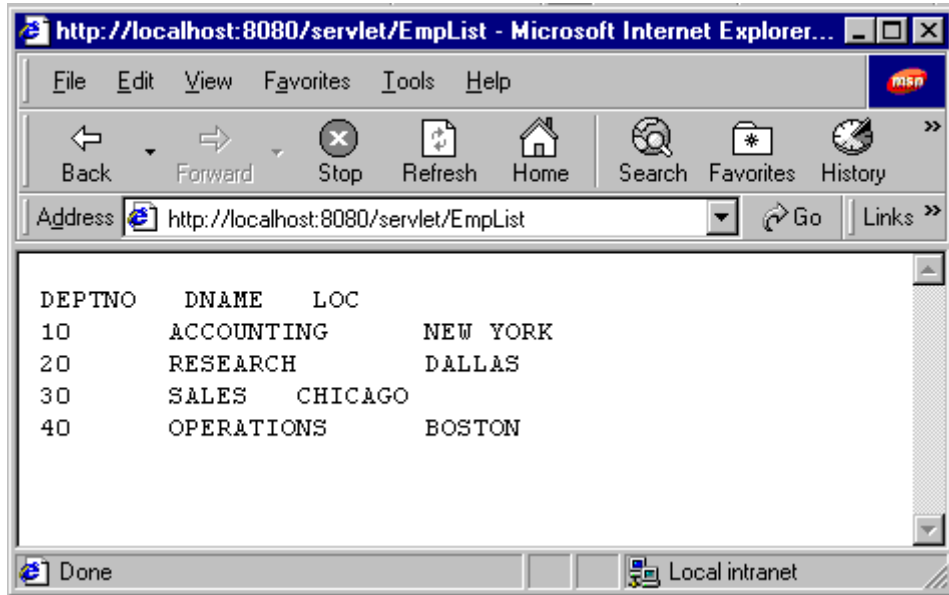 http://localhost:8080/servlet/EmpList - Microsoft Internet Explorer...
File Edit View Favorites Tools Help
msn
Back Forward Stop Refresh Home Search Favorites History »
Address http://localhost:8080/servlet/EmpList Go Links »
DEPTNO DNAME LOC
10 ACCOUNTING NEW YORK
20 RESEARCH DALLAS
30 SALES CHICAGO
40 OPERATIONS BOSTON
Done Local intranet